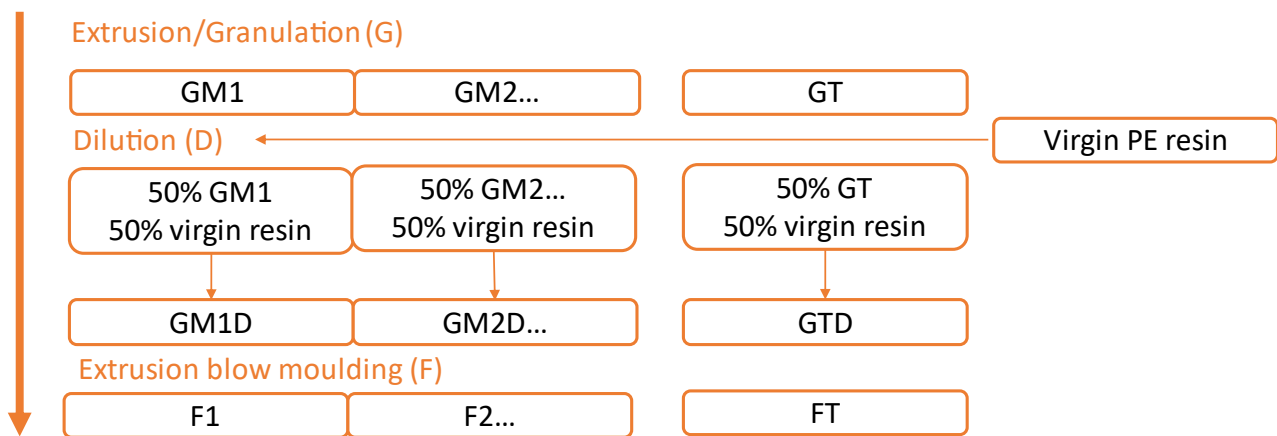 Extrusion/Granulation (G)
GM1 GM2... GT
Dilution (D) Virgin PE resin
50% GM1 50% GM2... 50% GT
50% virgin resin 50% virgin resin 50% virgin resin
GM1D GM2D... GTD
Extrusion blow moulding (F)
F1 F2... FT